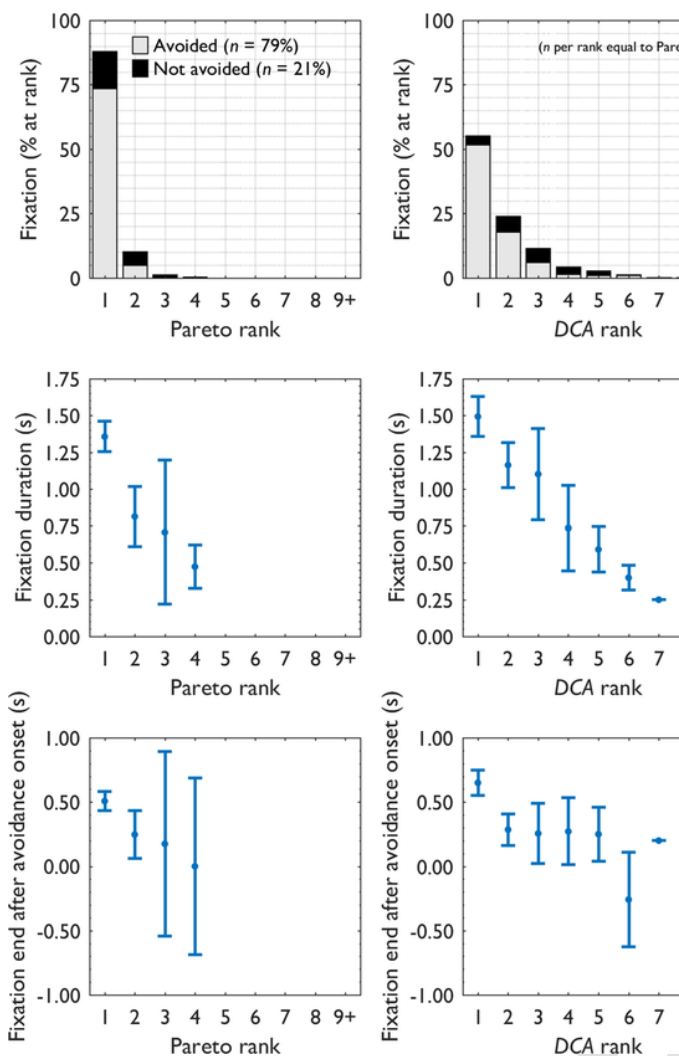 100
75
50
25
0
Fixation (% at rank)
Avoided (n = 79%)
Not avoided (n = 21%)
1 2 3 4 5 6 7 8 9+
Pareto rank
100
75
50
25
0
Fixation (% at rank)
(n per rank equal to Pare
1 2 3 4 5 6 7
DCA rank
1.75
1.50
1.25
1.00
0.75
0.50
0.25
0.00
Fixation duration (s)
1 2 3 4 5 6 7 8 9+
Pareto rank
1.75
1.50
1.25
1.00
0.75
0.50
0.25
0.00
Fixation duration (s)
1 2 3 4 5 6 7
DCA rank
1.00
0.50
0.00
-0.50
-1.00
Fixation end after avoidance onset (s)
1 2 3 4 5 6 7 8 9+
Pareto rank
1.00
0.50
0.00
-0.50
-1.00
Fixation end after avoidance onset (s)
1 2 3 4 5 6 7
DCA rank